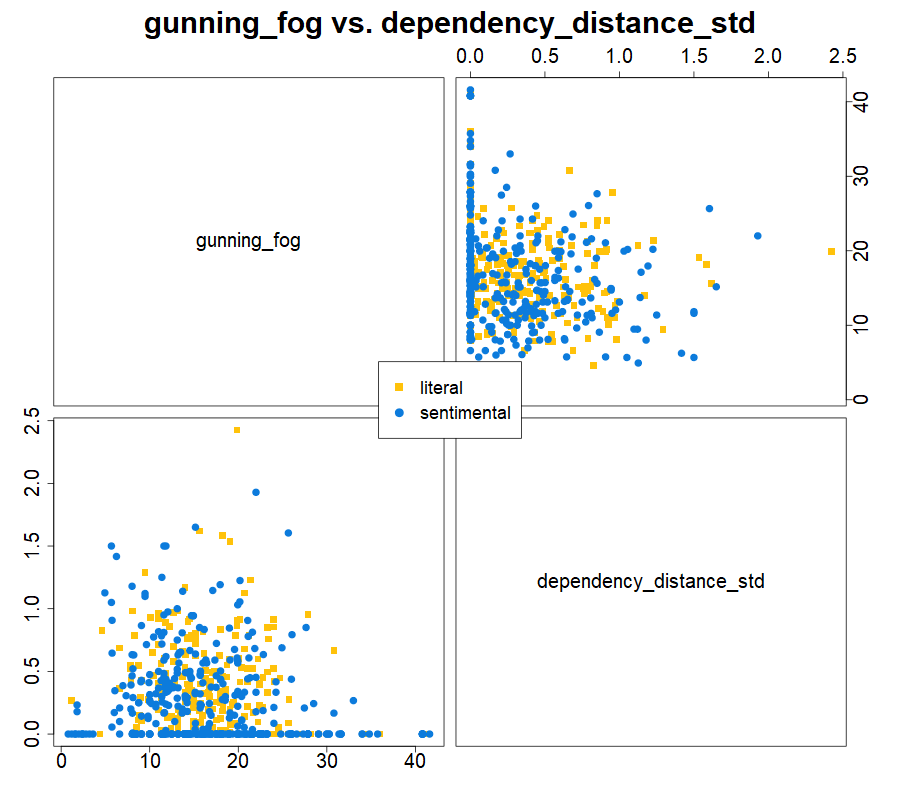 gunning_fog vs. dependency_distance_std
0.0 0.5 1.0 1.5 2.0 2.5
gunning_fog
40
30
20
10
0
literal
sentimental
2.5
2.0
1.5
1.0
0.5
0.0
dependency_distance_std
0 10 20 30 40